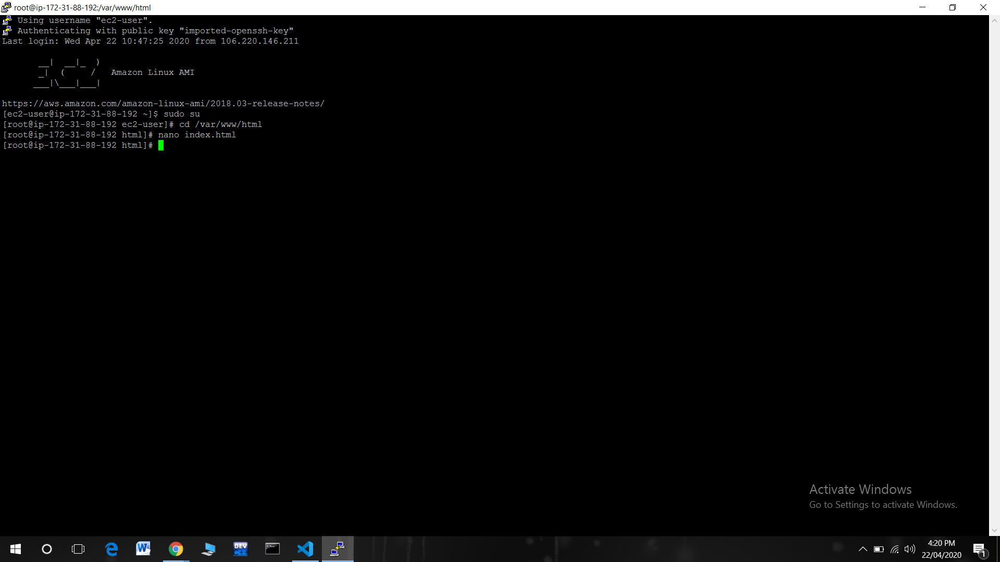 root@ip-172-31-88-192:/var/www/html
Using username "ec2-user".
Authenticating with public key "imported-openssh-key"
Last login: Wed Apr 22 10:47:25 2020 from 106.220.146.211
       __|  __|_  )
       _|  (     /   Amazon Linux AMI
      ___|\___|___|
https://aws.amazon.com/amazon-linux-ami/2018.03-release-notes/
[ec2-user@ip-172-31-88-192 ~]$ sudo su
[root@ip-172-31-88-192 ec2-user]# cd /var/www/html
[root@ip-172-31-88-192 html]# nano index.html
[root@ip-172-31-88-192 html]#
Activate Windows
Go to Settings to activate Windows.
DEV
C++
4:20 PM
22/04/2020
1